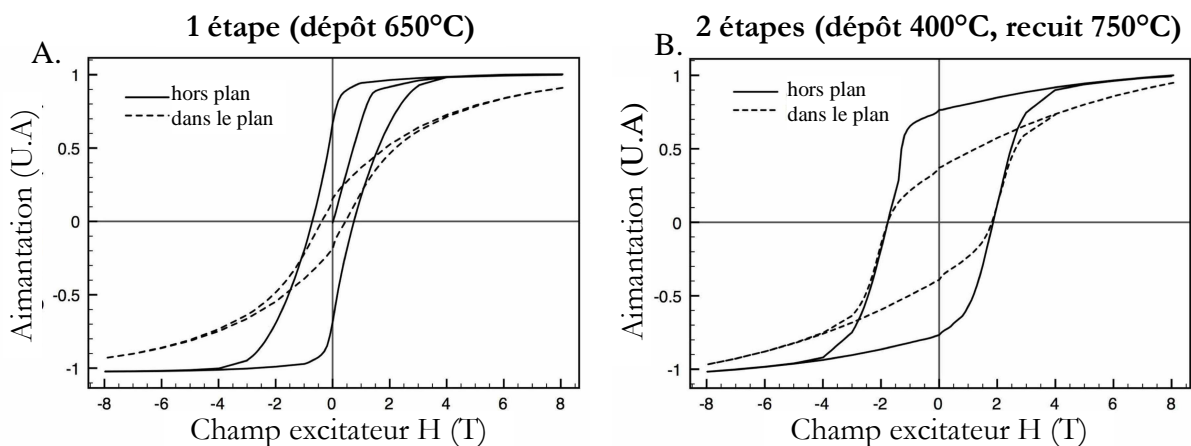 1 étape (dépôt 650°C)
A.
hors plan
dans le plan
Aimantation (U.A)
1
0.5
0
-0.5
-1
-8 -6 -4 -2 0 2 4 6 8
Champ excitateur H (T)
2 étapes (dépôt 400°C, recuit 750°C)
B.
hors plan
dans le plan
Aimantation (U.A)
1
0.5
0
-0.5
-1
-8 -6 -4 -2 0 2 4 6 8
Champ excitateur H (T)